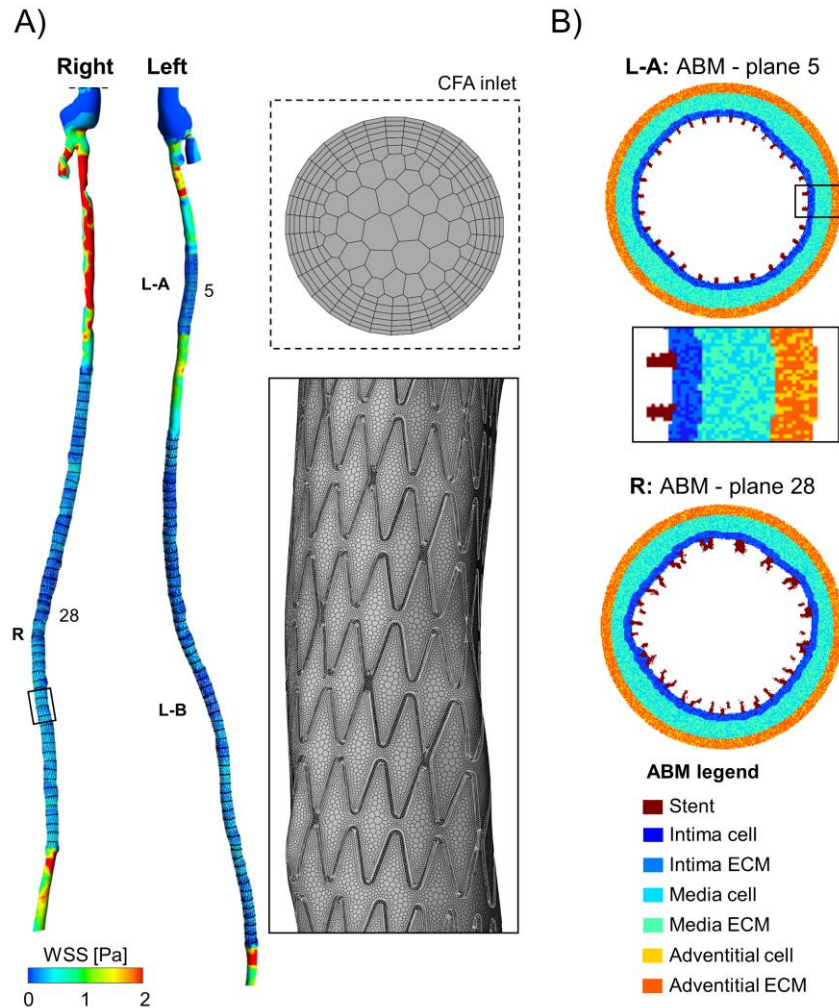 A)
Right
Left
CFA inlet
L-A
5
28
R
L-B
WSS [Pa]
0
1
2
B)
L-A: ABM - plane 5
R: ABM - plane 28
ABM legend
Stent
Intima cell
Intima ECM
Media cell
Media ECM
Adventitial cell
Adventitial ECM